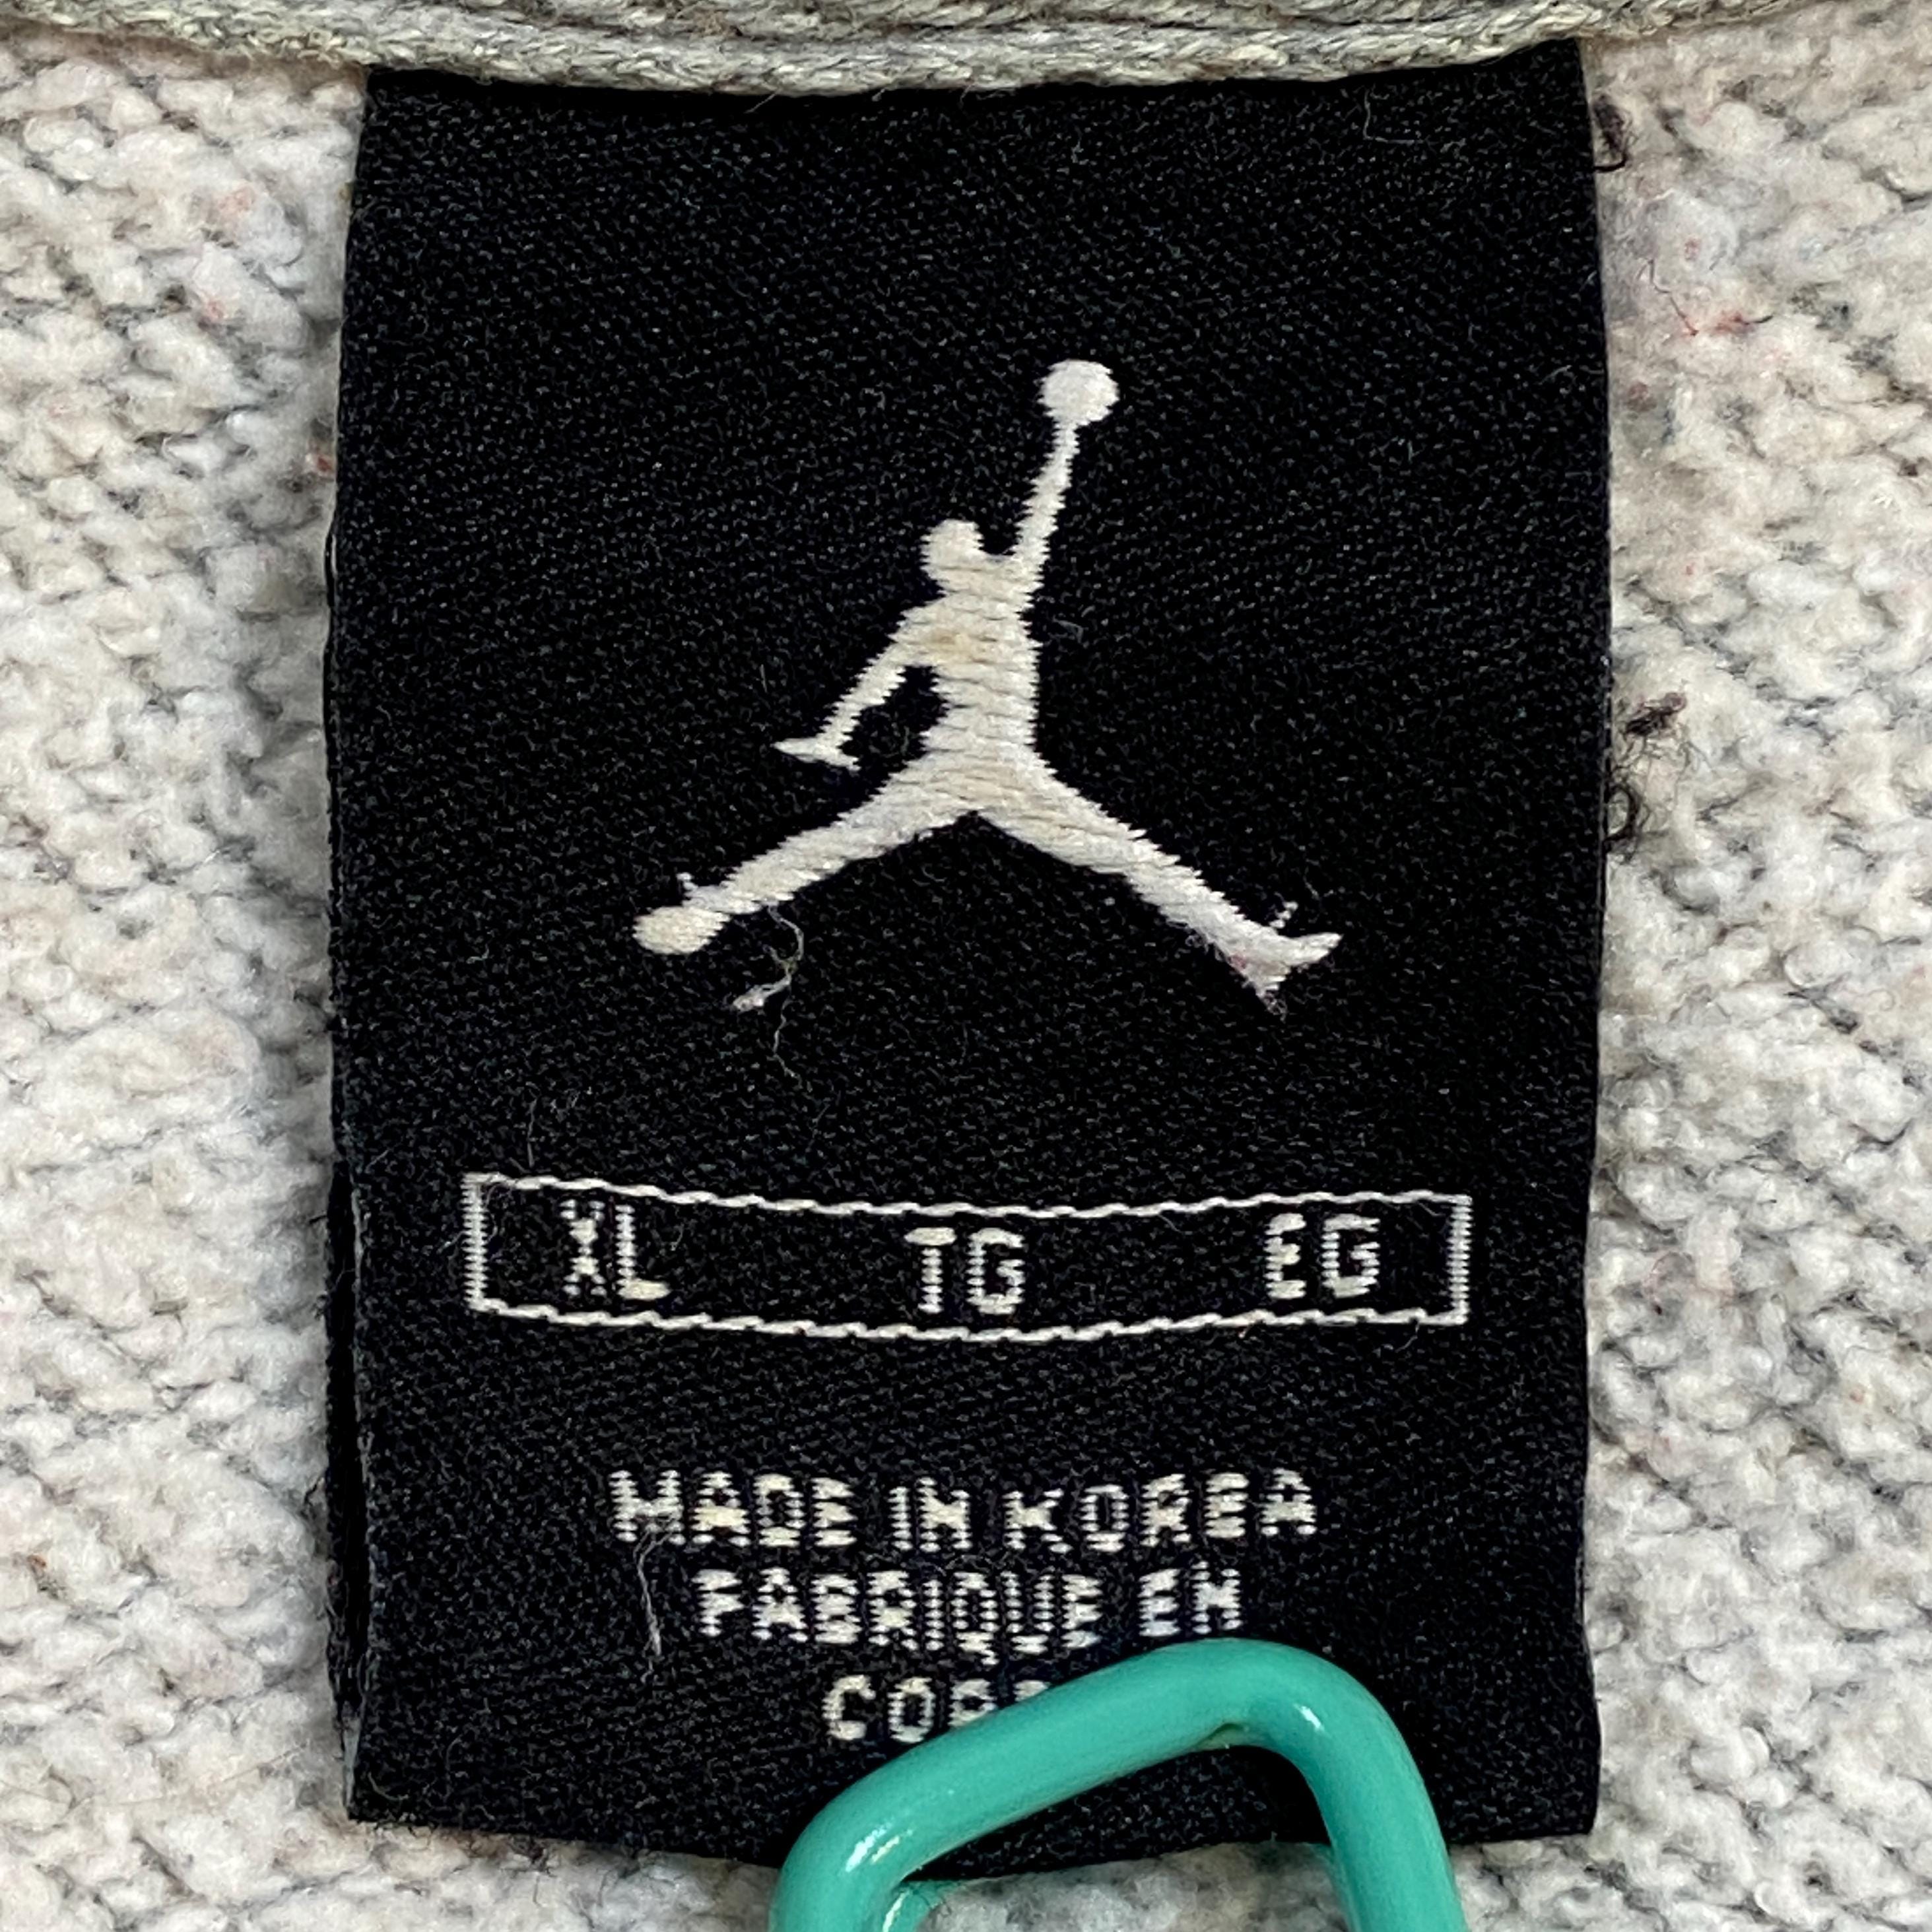 XL TG EG
MADE IN KOREA
FABRIQUE EN